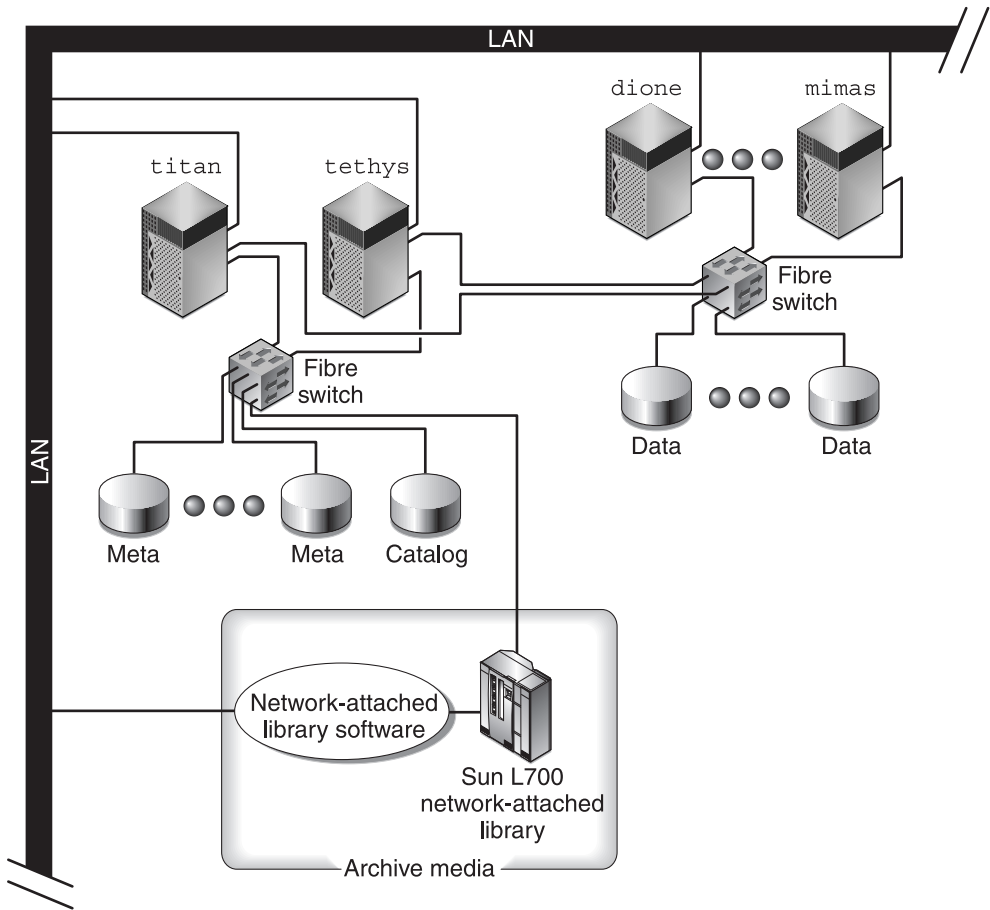 LAN
dione
mimas
titan
tethys
Fibre
switch
Fibre
switch
Data
Data
LAN
Meta
Meta
Catalog
Network-attached
library software
Sun L700
network-attached
library
Archive media